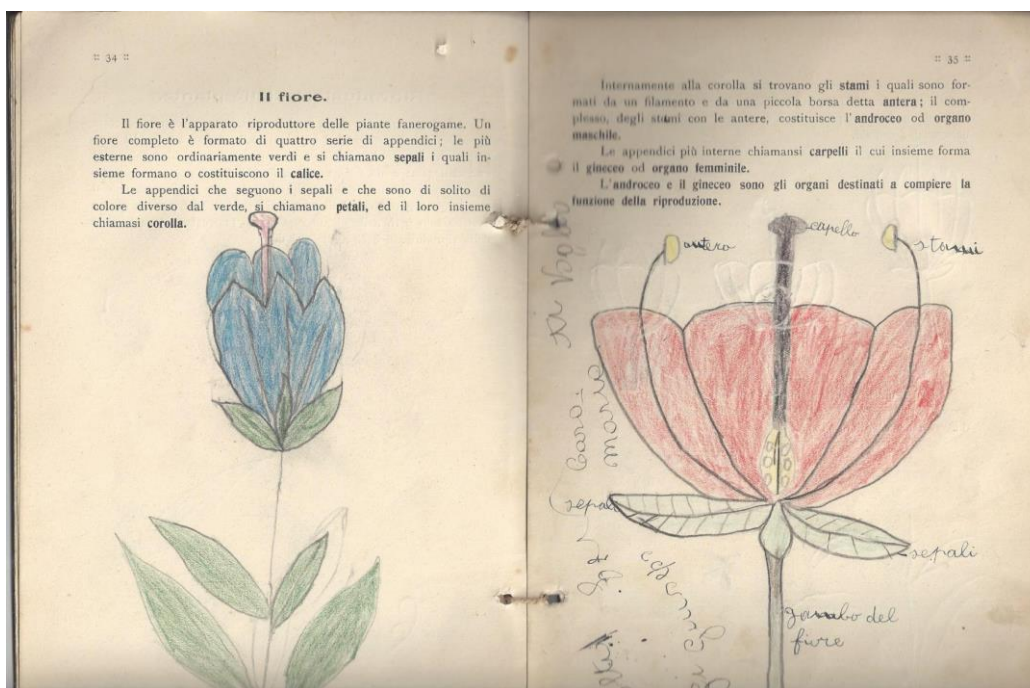 :: 34 ::
Il fiore.
Il fiore è l'apparato riproduttore delle piante fanerogame. Un
fiore completo è formato di quattro serie di appendici; le più
esterne sono ordinariamente verdi e si chiamano sepali i quali in-
sieme formano o costituiscono il calice.
Le appendici che seguono i sepali e che sono di solito di
colore diverso dal verde, si chiamano petali, ed il loro insieme
chiamasi corolla.
:: 35 ::
Internamente alla corolla si trovano gli stami i quali sono for-
mati da un filamento e da una piccola borsa detta antera; il com-
plesso, degli stami con le antere, costituisce l'androceo od organo
maschile.
Le appendici più interne chiamansi carpelli il cui insieme forma
il gineceo od organo femminile.
L'androceo e il gineceo sono gli organi destinati a compiere la
funzione della riproduzione.
antera
capello
stami
Caro
mario
sepali
sepali
gambo del
fiore